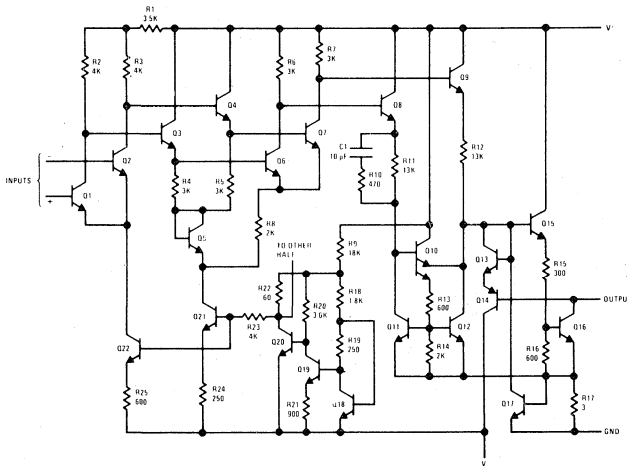 R1
3.5K
V+
R2
4K
R3
4K
R6
3K
R7
3K
Q4
Q8
Q9
Q3
Q7
C1
10 pF
R12
13K
R11
13K
Q2
Q6
R10
470
INPUTS
−
+
Q1
R4
3K
R5
3K
Q5
R8
2K
TO OTHER
HALF
R9
18K
Q10
Q13
Q15
R15
300
R22
60
R20
3.6K
R18
1.8K
R13
600
Q14
OUTPUT
Q21
R23
4K
Q20
Q11
Q12
Q16
R19
250
R14
2K
R16
600
Q22
Q19
R25
600
R24
250
R21
900
Q18
Q17
R17
3
GND
V